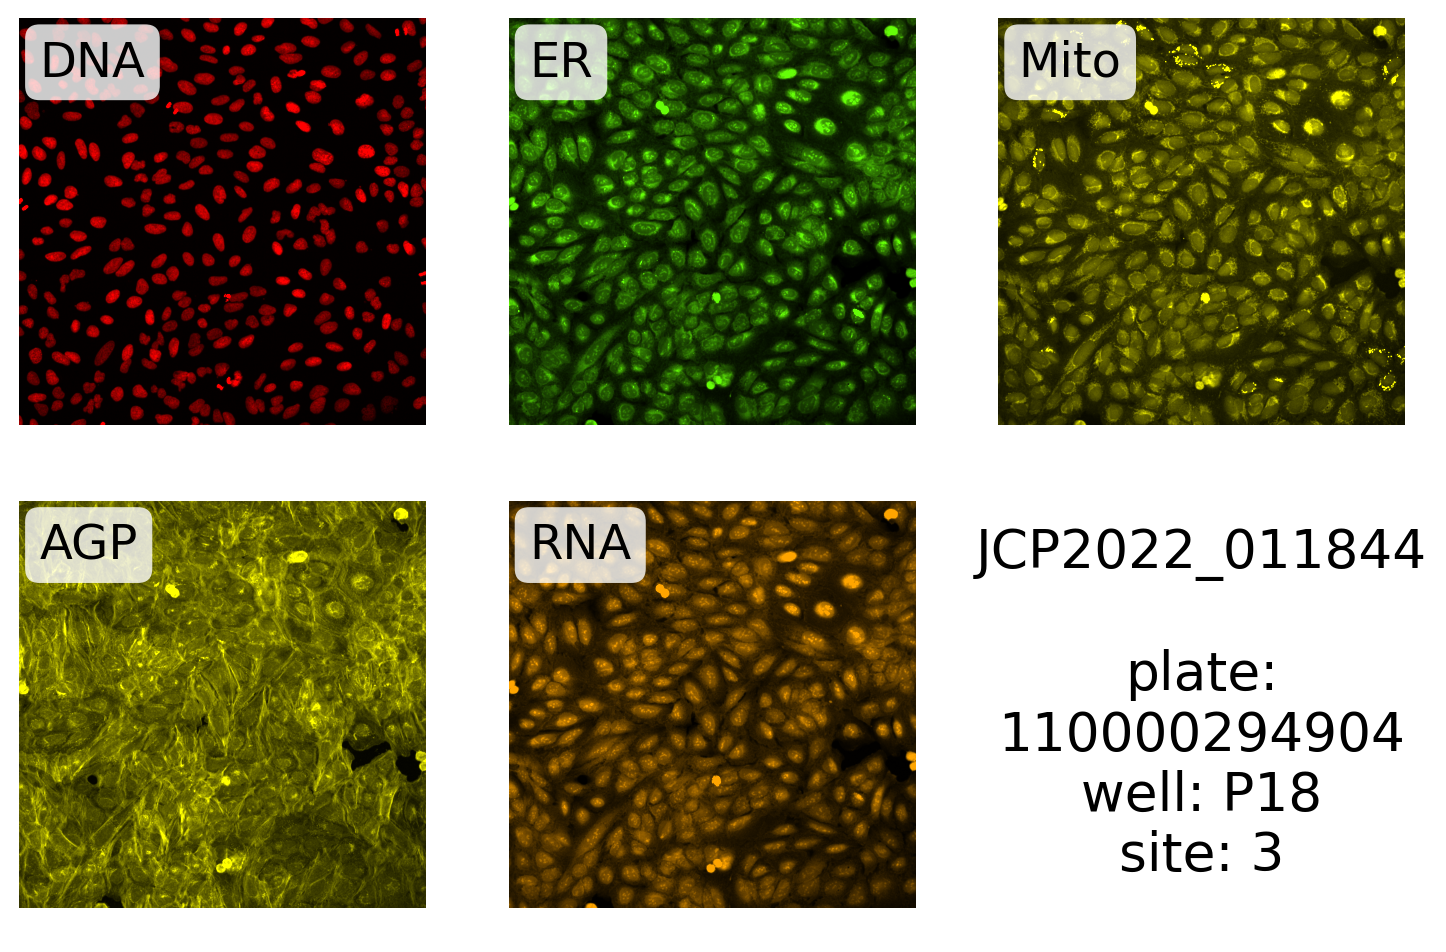 DNA
ER
Mito
AGP
RNA
JCP2022_011844
plate:
110000294904
well: P18
site: 3